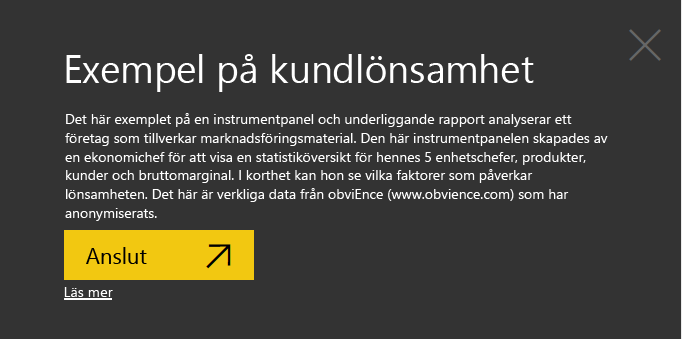 Exempel på kundlönsamhet
Det här exemplet på en instrumentpanel och underliggande rapport analyserar ett
företag som tillverkar marknadsföringsmaterial. Den här instrumentpanelen skapades av
en ekonomichef för att visa en statistiköversikt för hennes 5 enhetschefer, produkter,
kunder och bruttomarginal. I korthet kan hon se vilka faktorer som påverkar
lönsamheten. Det här är verkliga data från obviEnce (www.obvience.com) som har
anonymiserats.
Anslut
Läs mer